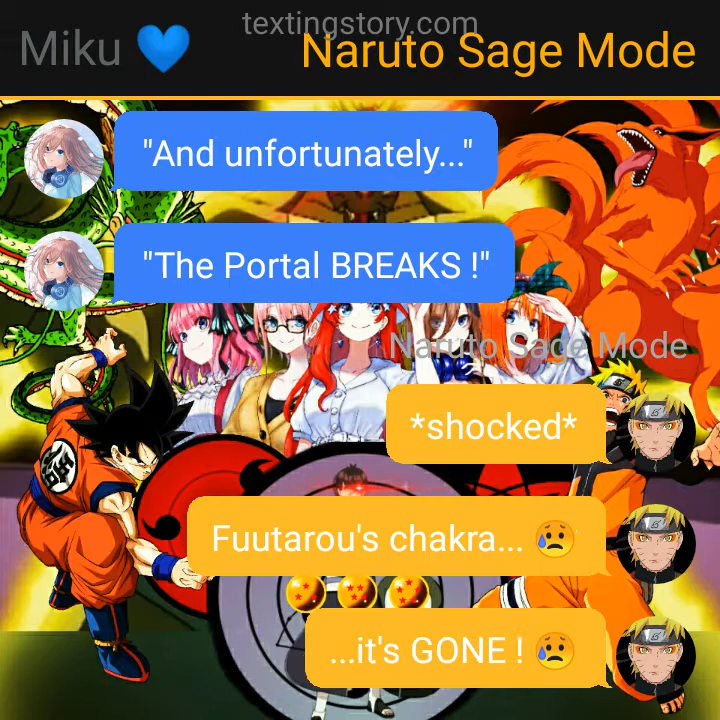 textingstory.com
Miku 💙
Naruto Sage Mode
"And unfortunately..."
"The Portal BREAKS !"
Naruto Sage Mode
*shocked*
Fuutarou's chakra... 😥
...it's GONE ! 😥